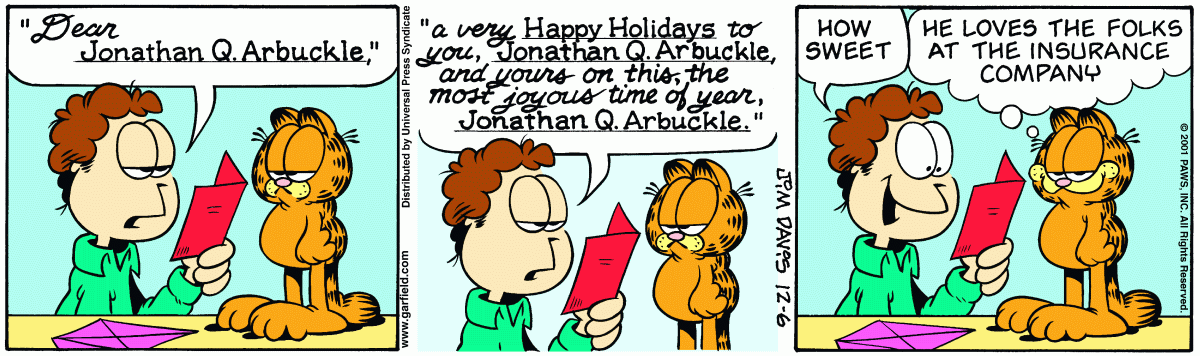 "Dear
Jonathan Q. Arbuckle,"
Distributed by Universal Press Syndicate
www.garfield.com
"a very Happy Holidays to
you, Jonathan Q. Arbuckle,
and yours on this, the
most joyous time of year,
Jonathan Q. Arbuckle."
JIM DAVIS 12-6
HOW
SWEET
HE LOVES THE FOLKS
AT THE INSURANCE
COMPANY
© 2001 PAWS, INC. All Rights Reserved.